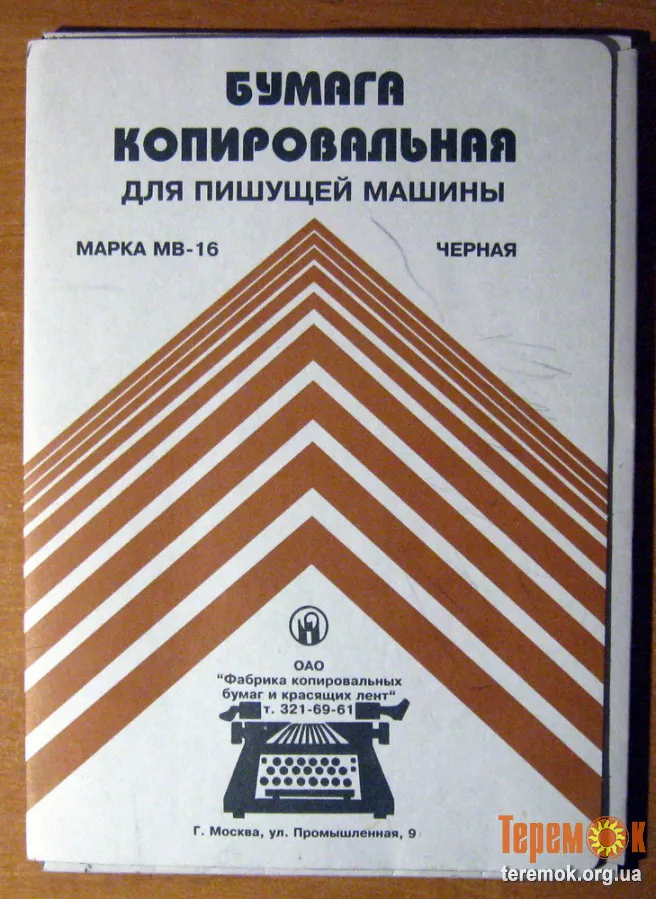 БУМАГА
КОПИРОВАЛЬНАЯ
ДЛЯ ПИШУЩЕЙ МАШИНЫ
МАРКА МВ-16 ЧЕРНАЯ
ОАО
"Фабрика копировальных
бумаг и красящих лент"
т. 321-69-61
Г. Москва, ул. Промышленная, 9
ТеремОк
teremok.org.ua